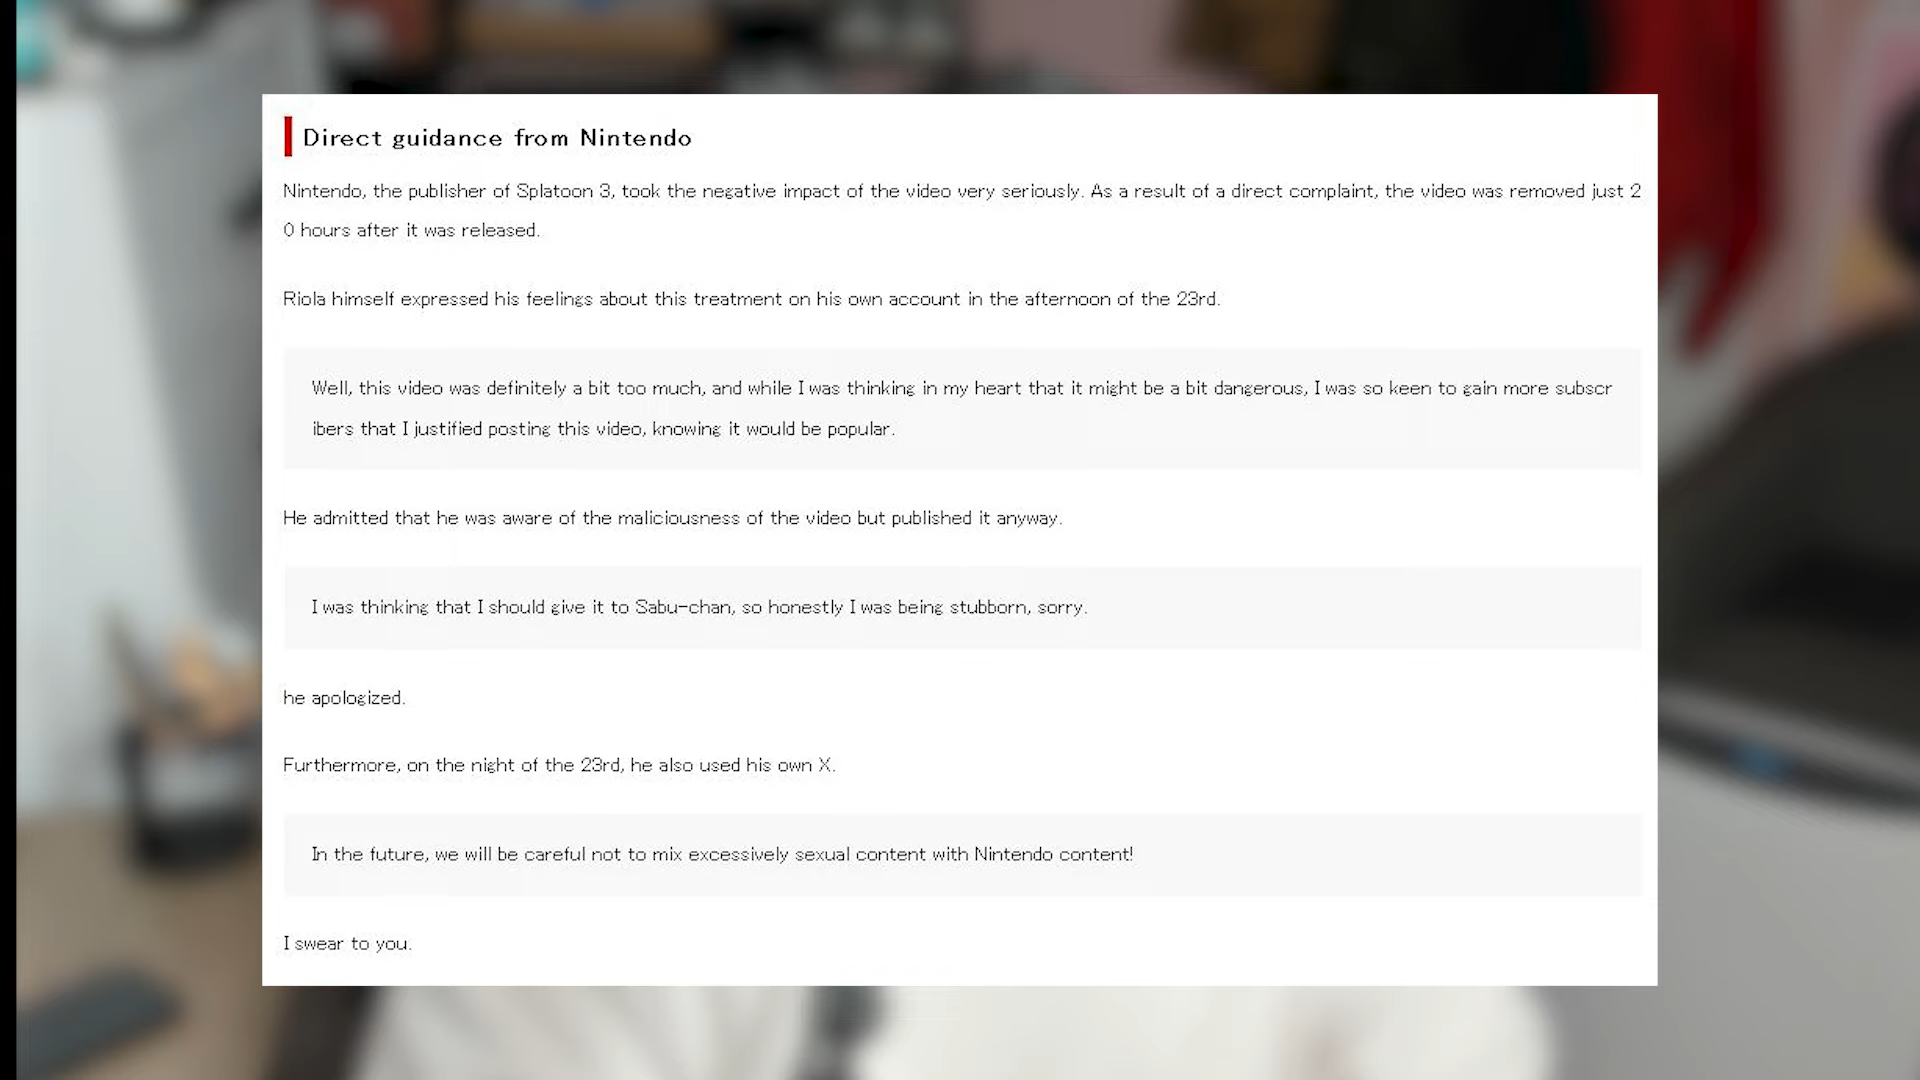 Direct guidance from Nintendo
Nintendo, the publisher of Splatoon 3, took the negative impact of the video very seriously. As a result of a direct complaint, the video was removed just 2
0 hours after it was released.
Riola himself expressed his feelings about this treatment on his own account in the afternoon of the 23rd.
Well, this video was definitely a bit too much, and while I was thinking in my heart that it might be a bit dangerous, I was so keen to gain more subscr
ibers that I justified posting this video, knowing it would be popular.
He admitted that he was aware of the maliciousness of the video but published it anyway.
I was thinking that I should give it to Sabu-chan, so honestly I was being stubborn, sorry.
he apologized.
Furthermore, on the night of the 23rd, he also used his own X.
In the future, we will be careful not to mix excessively sexual content with Nintendo content!
I swear to you.